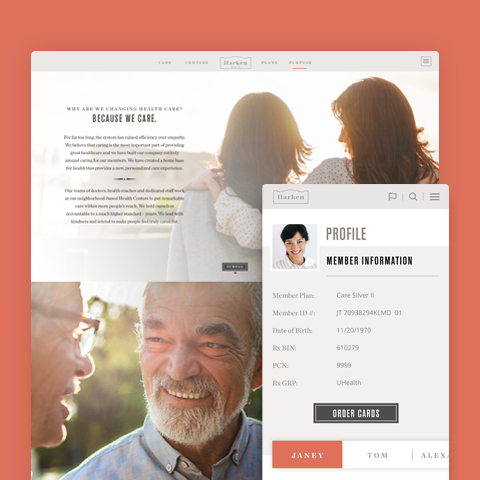 CARE CENTERS Harken PLANS PURPOSE
WHY ARE WE CHANGING HEALTH CARE?
BECAUSE WE CARE.
For far too long, the system has valued efficiency over empathy.
We believe that caring is the most important part of providing
great healthcare and we have built our company entirely
around caring for our members. We have created a home base
for health that provides a new personalized care experience.
Our teams of doctors, health coaches and dedicated staff work
at our neighborhood-based Health Centers to put remarkable
care within more people's reach. We hold ourselves
accountable to a much higher standard – yours. We lead with
kindness and intend to make people feel truly cared for.
SCROLL
Harken
PROFILE
MEMBER INFORMATION
Member Plan: Care Silver II
Member ID #: JT 70938294KLMD 01
Date of Birth: 11/20/1970
Rx BIN: 610279
PCN: 9999
Rx GRP: UHealth
ORDER CARDS
JANEY TOM ALEXA